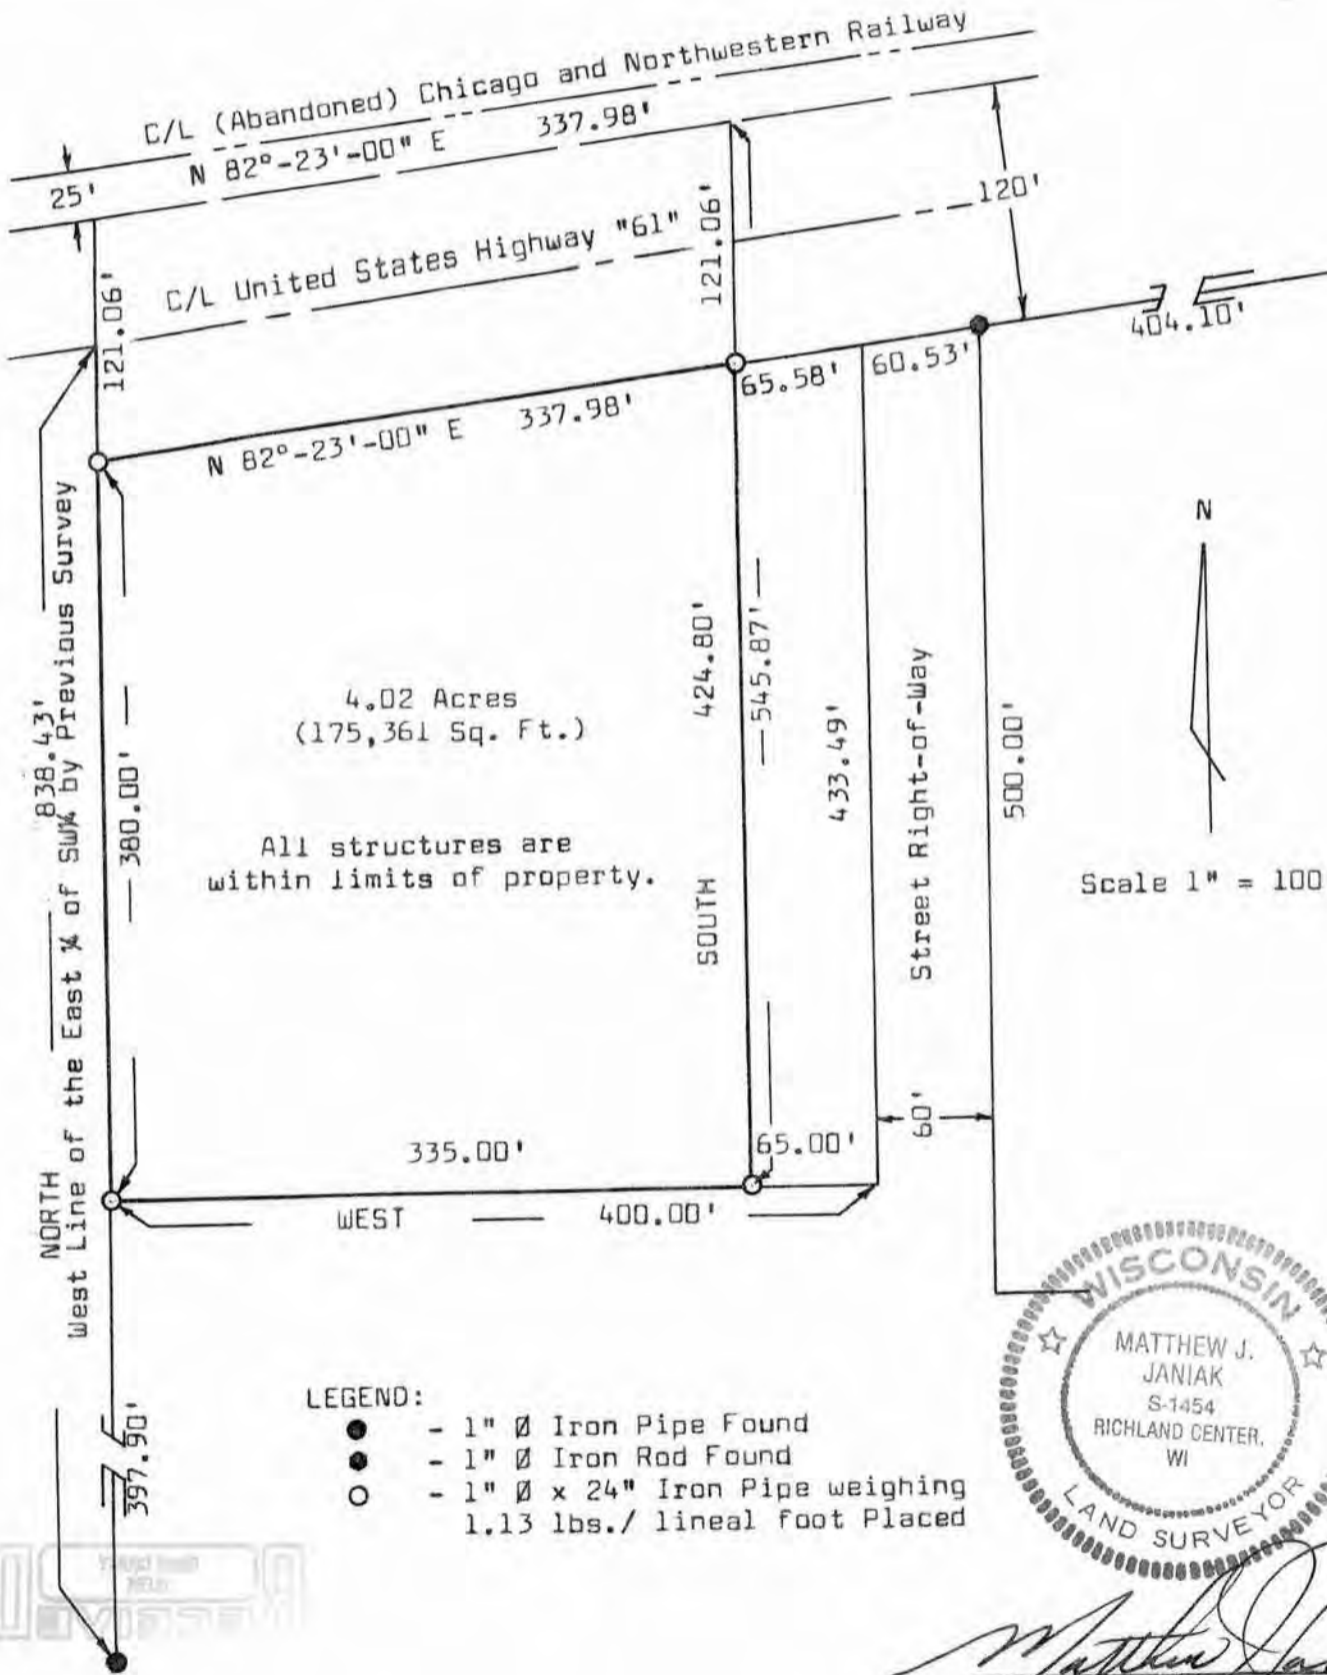 C/L (Abandoned) Chicago and Northwestern Railway
N 82°-23'-00" E 337.98'
25'
120'
C/L United States Highway "61"
121.06'
121.06'
404.10'
65.58'
60.53'
N 82°-23'-00" E 337.98'
N
NORTH 838.43'
West Line of the East ½ of SW¼ by Previous Survey
380.00'
4.02 Acres
(175,361 Sq. Ft.)
All structures are
within limits of property.
SOUTH 424.80'
545.87'
433.49'
Street Right-of-Way
500.00'
Scale 1" = 100
60'
335.00'
65.00'
WEST 400.00'
397.90'
LEGEND:
- 1" Ø Iron Pipe Found
- 1" Ø Iron Rod Found
- 1" Ø x 24" Iron Pipe weighing
1.13 lbs./ lineal foot Placed
WISCONSIN
MATTHEW J.
JANIAK
S-1454
RICHLAND CENTER,
WI
LAND SURVEYOR
Matthew